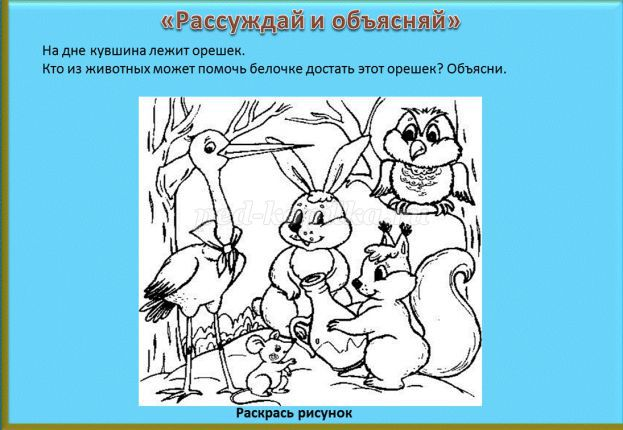 «Рассуждай и объясняй»
На дне кувшина лежит орешек.
Кто из животных может помочь белочке достать этот орешек? Объясни.
Раскрась рисунок